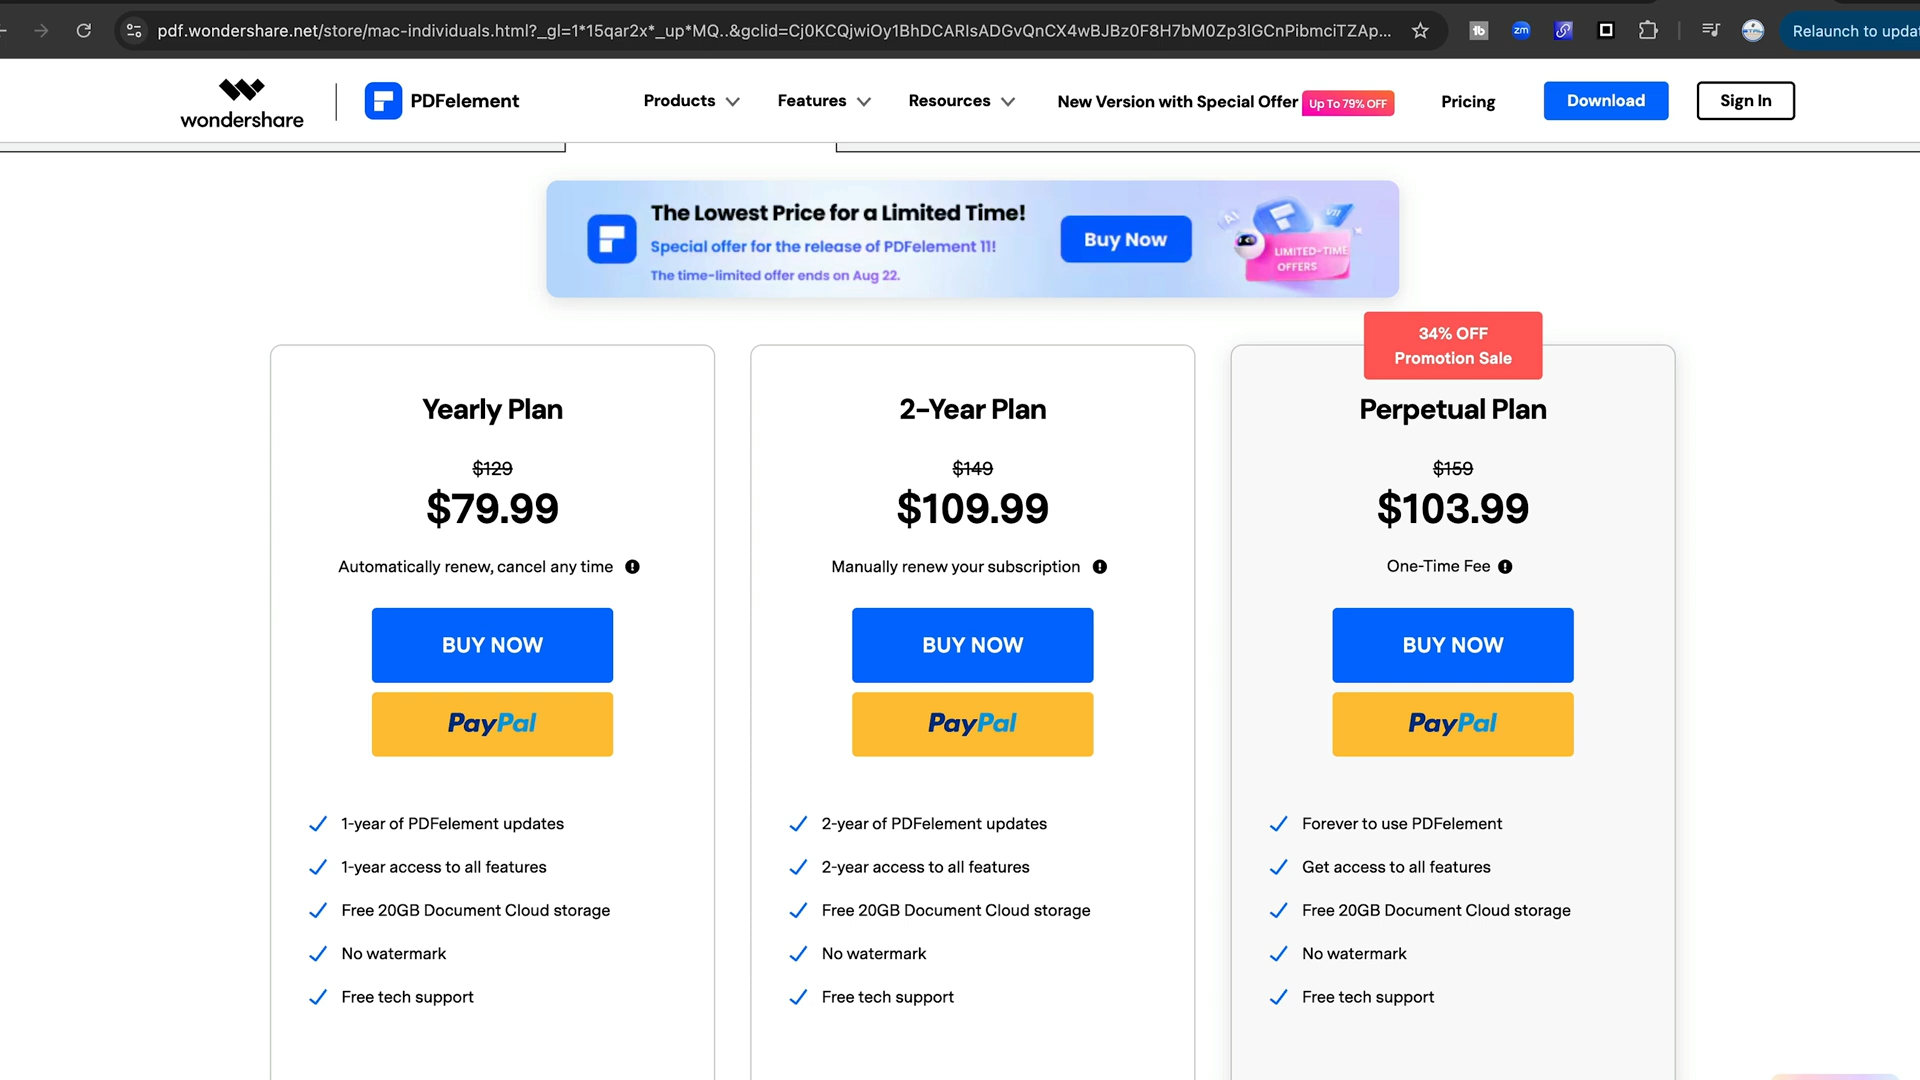 pdf.wondershare.net/store/mac-individuals.html?_gl=1*15qar2x*_up*MQ..&gclid=Cj0KCQjwiOy1BhDCARIsADGvQnCX4wBJBz0F8H7bM0Zp3lGCnPibmciTZAp...
tb
zm
Relaunch to updat
wondershare
PDFelement
Products
Features
Resources
New Version with Special Offer
Up To 79% OFF
Pricing
Download
Sign In
The Lowest Price for a Limited Time!
Special offer for the release of PDFelement 11!
The time-limited offer ends on Aug 22.
Buy Now
AI
V11
LIMITED-TIME
OFFERS
Yearly Plan
$129
$79.99
Automatically renew, cancel any time
BUY NOW
PayPal
1-year of PDFelement updates
1-year access to all features
Free 20GB Document Cloud storage
No watermark
Free tech support
2-Year Plan
$149
$109.99
Manually renew your subscription
BUY NOW
PayPal
2-year of PDFelement updates
2-year access to all features
Free 20GB Document Cloud storage
No watermark
Free tech support
34% OFF
Promotion Sale
Perpetual Plan
$159
$103.99
One-Time Fee
BUY NOW
PayPal
Forever to use PDFelement
Get access to all features
Free 20GB Document Cloud storage
No watermark
Free tech support